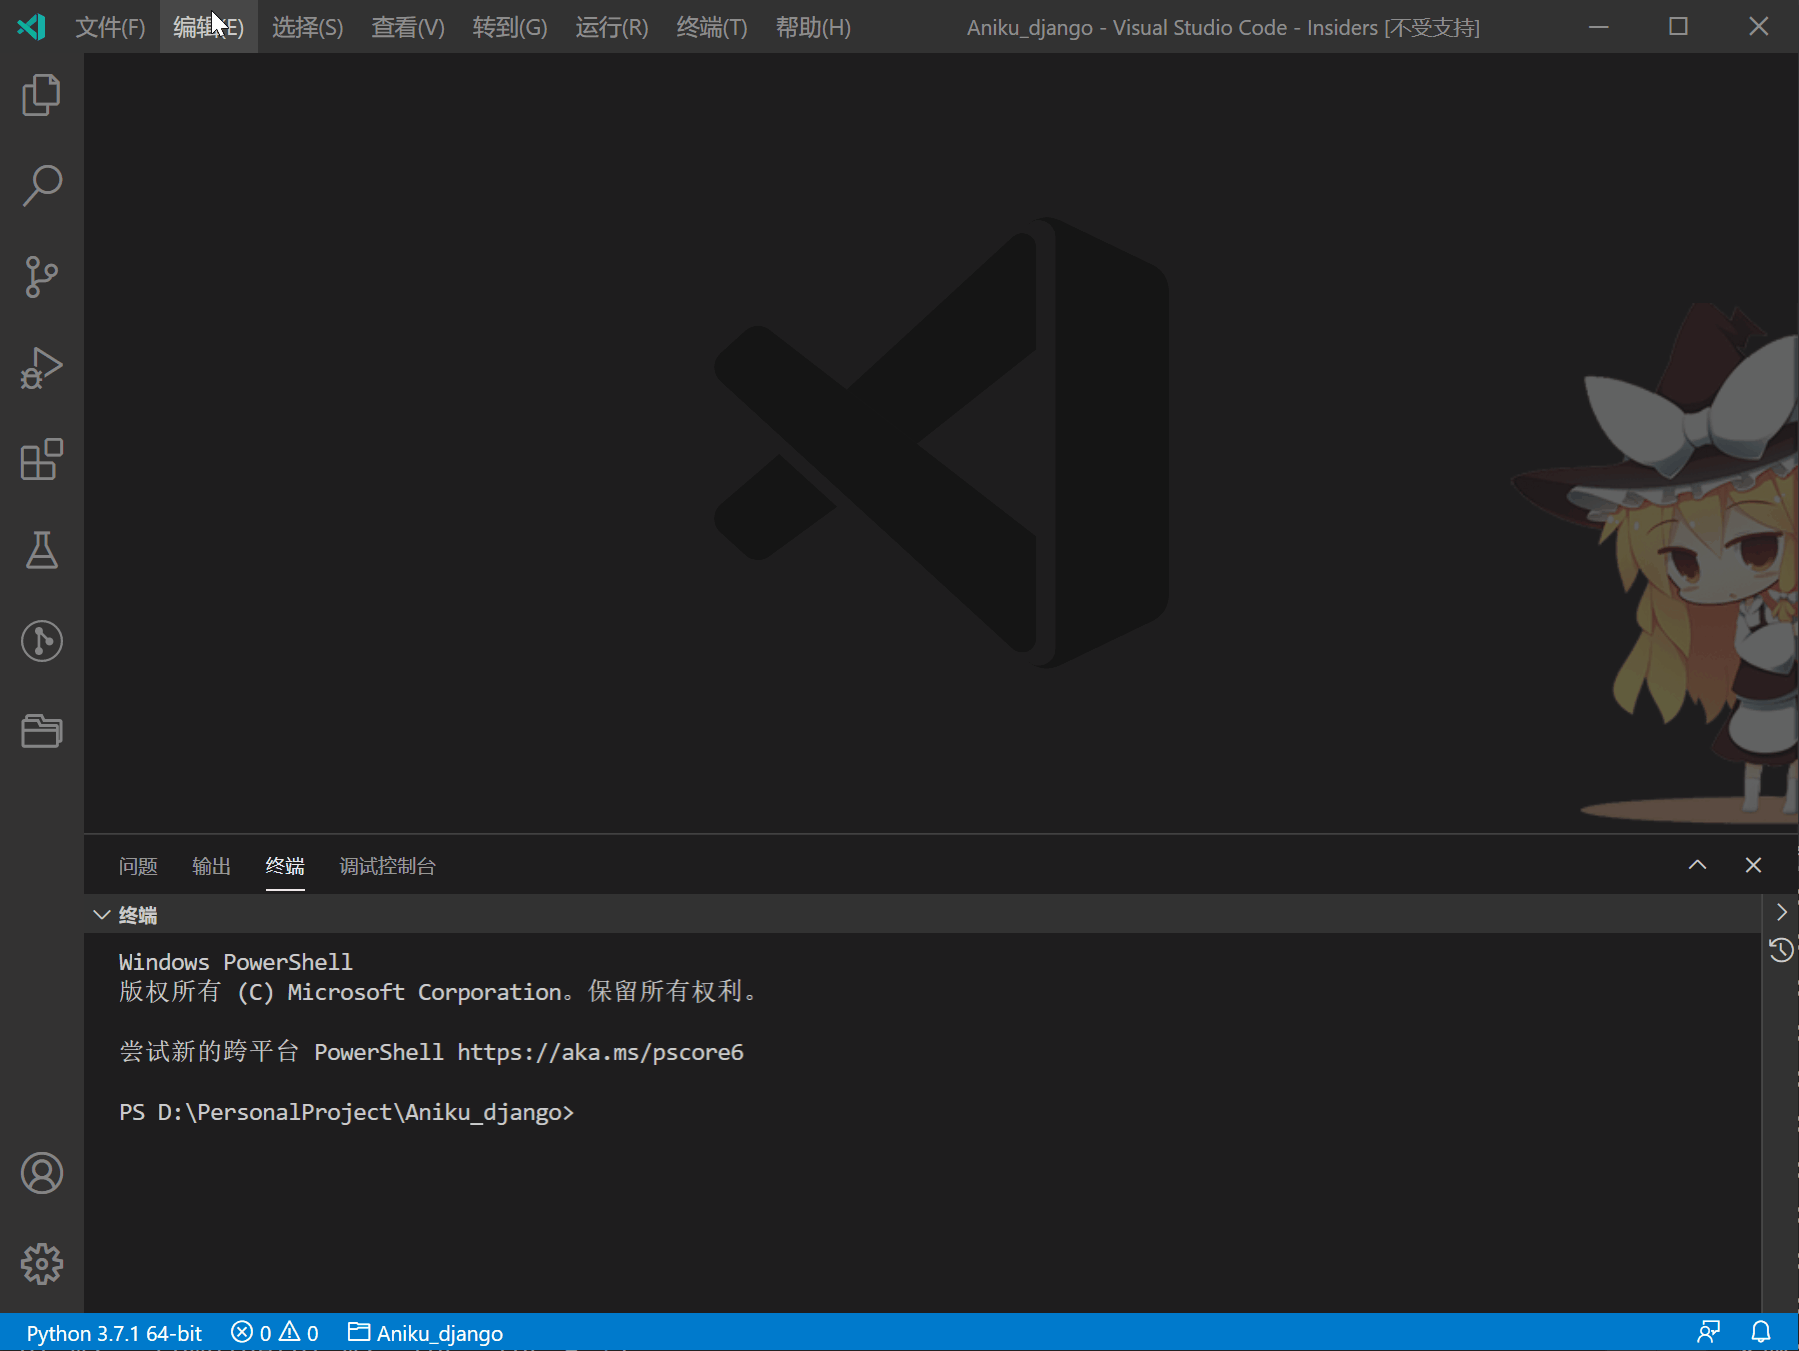 文件(F) 编辑(E) 选择(S) 查看(V) 转到(G) 运行(R) 终端(T) 帮助(H) Aniku_django - Visual Studio Code - Insiders [不受支持]
问题 输出 终端 调试控制台
终端
Windows PowerShell
版权所有 (C) Microsoft Corporation。保留所有权利。
尝试新的跨平台 PowerShell https://aka.ms/pscore6
PS D:\PersonalProject\Aniku_django>
Python 3.7.1 64-bit 0 0 Aniku_django